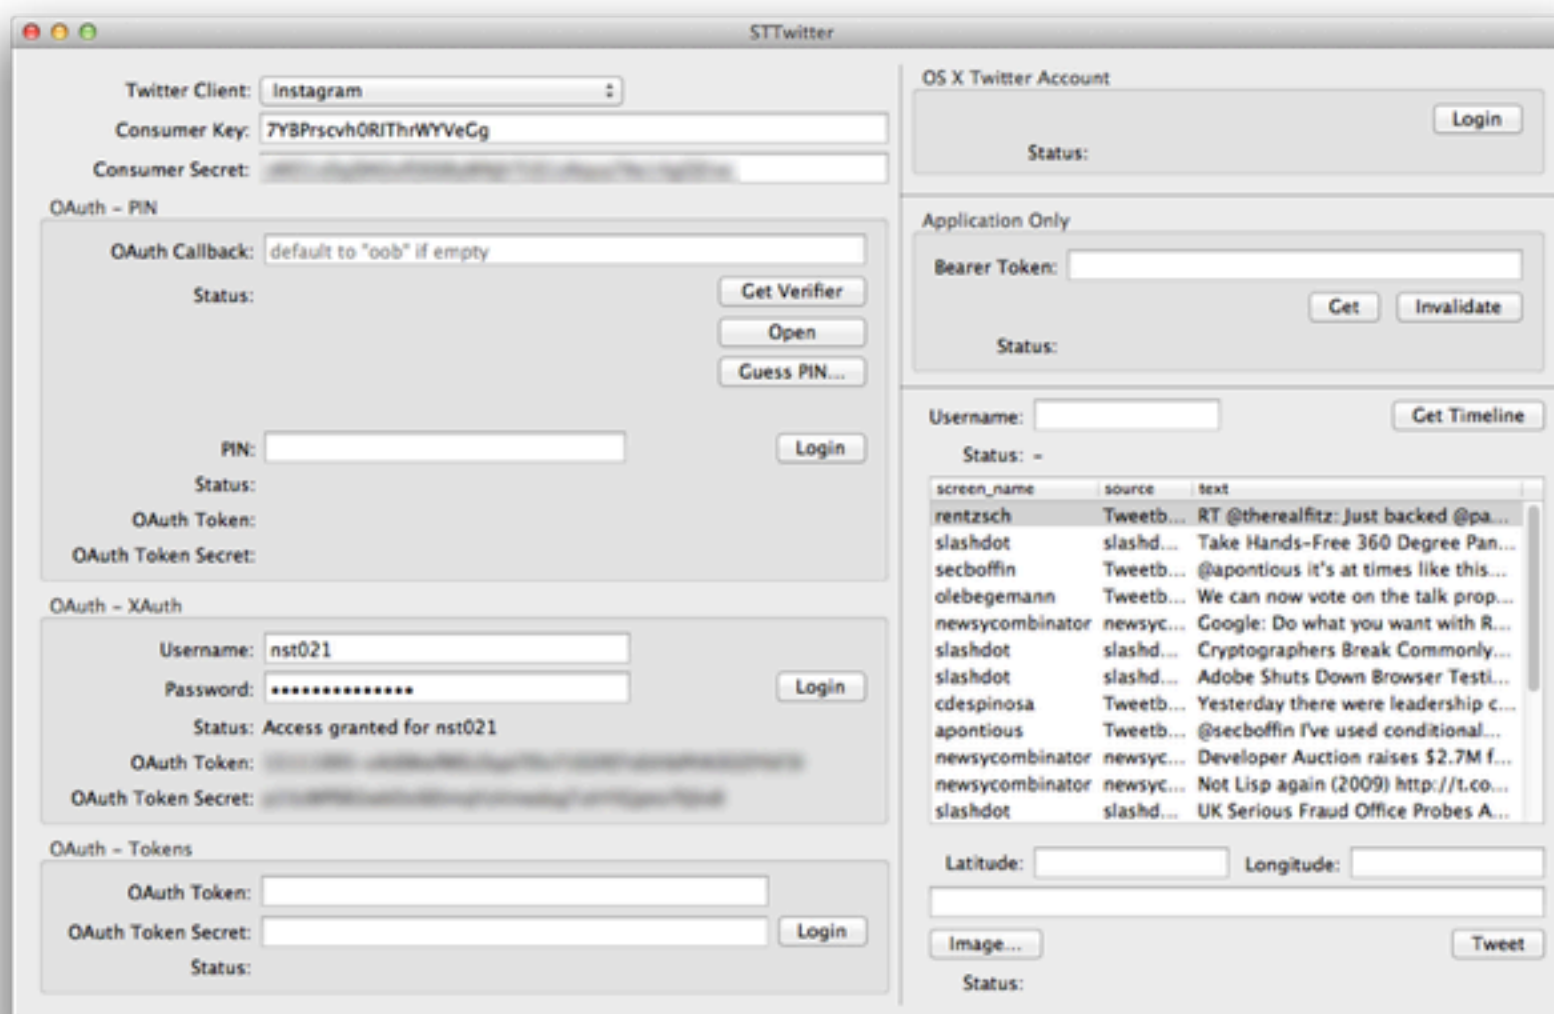 STTwitter
Twitter Client: Instagram
Consumer Key: 7YBPrscvh0RIThrWYVeGg
Consumer Secret:
OAuth - PIN
OAuth Callback: default to "oob" if empty
Status: Get Verifier
Open
Guess PIN...
PIN: Login
Status:
OAuth Token:
OAuth Token Secret:
OAuth - XAuth
Username: nst021
Password: •••••••••••••• Login
Status: Access granted for nst021
OAuth Token:
OAuth Token Secret:
OAuth - Tokens
OAuth Token:
OAuth Token Secret: Login
Status:
OS X Twitter Account
Login
Status:
Application Only
Bearer Token:
Get Invalidate
Status:
Username: Get Timeline
Status: -
screen_name source text
rentzsch Tweetb... RT @therealfitz: Just backed @pa...
slashdot slashd... Take Hands-Free 360 Degree Pan...
secboffin Tweetb... @apontious it's at times like this...
olebegemann Tweetb... We can now vote on the talk prop...
newsycombinator newsyc... Google: Do what you want with R...
slashdot slashd... Cryptographers Break Commonly...
slashdot slashd... Adobe Shuts Down Browser Testi...
cdespinosa Tweetb... Yesterday there were leadership c...
apontious Tweetb... @secboffin I've used conditional...
newsycombinator newsyc... Developer Auction raises $2.7M f...
newsycombinator newsyc... Not Lisp again (2009) http://t.co...
slashdot slashd... UK Serious Fraud Office Probes A...
Latitude: Longitude:
Image... Tweet
Status: